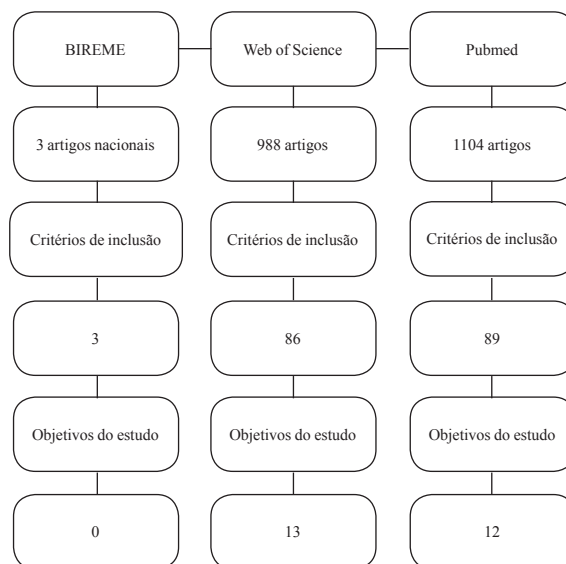 BIREME
Web of Science
Pubmed
3 artigos nacionais
988 artigos
1104 artigos
Critérios de inclusão
Critérios de inclusão
Critérios de inclusão
3
86
89
Objetivos do estudo
Objetivos do estudo
Objetivos do estudo
0
13
12